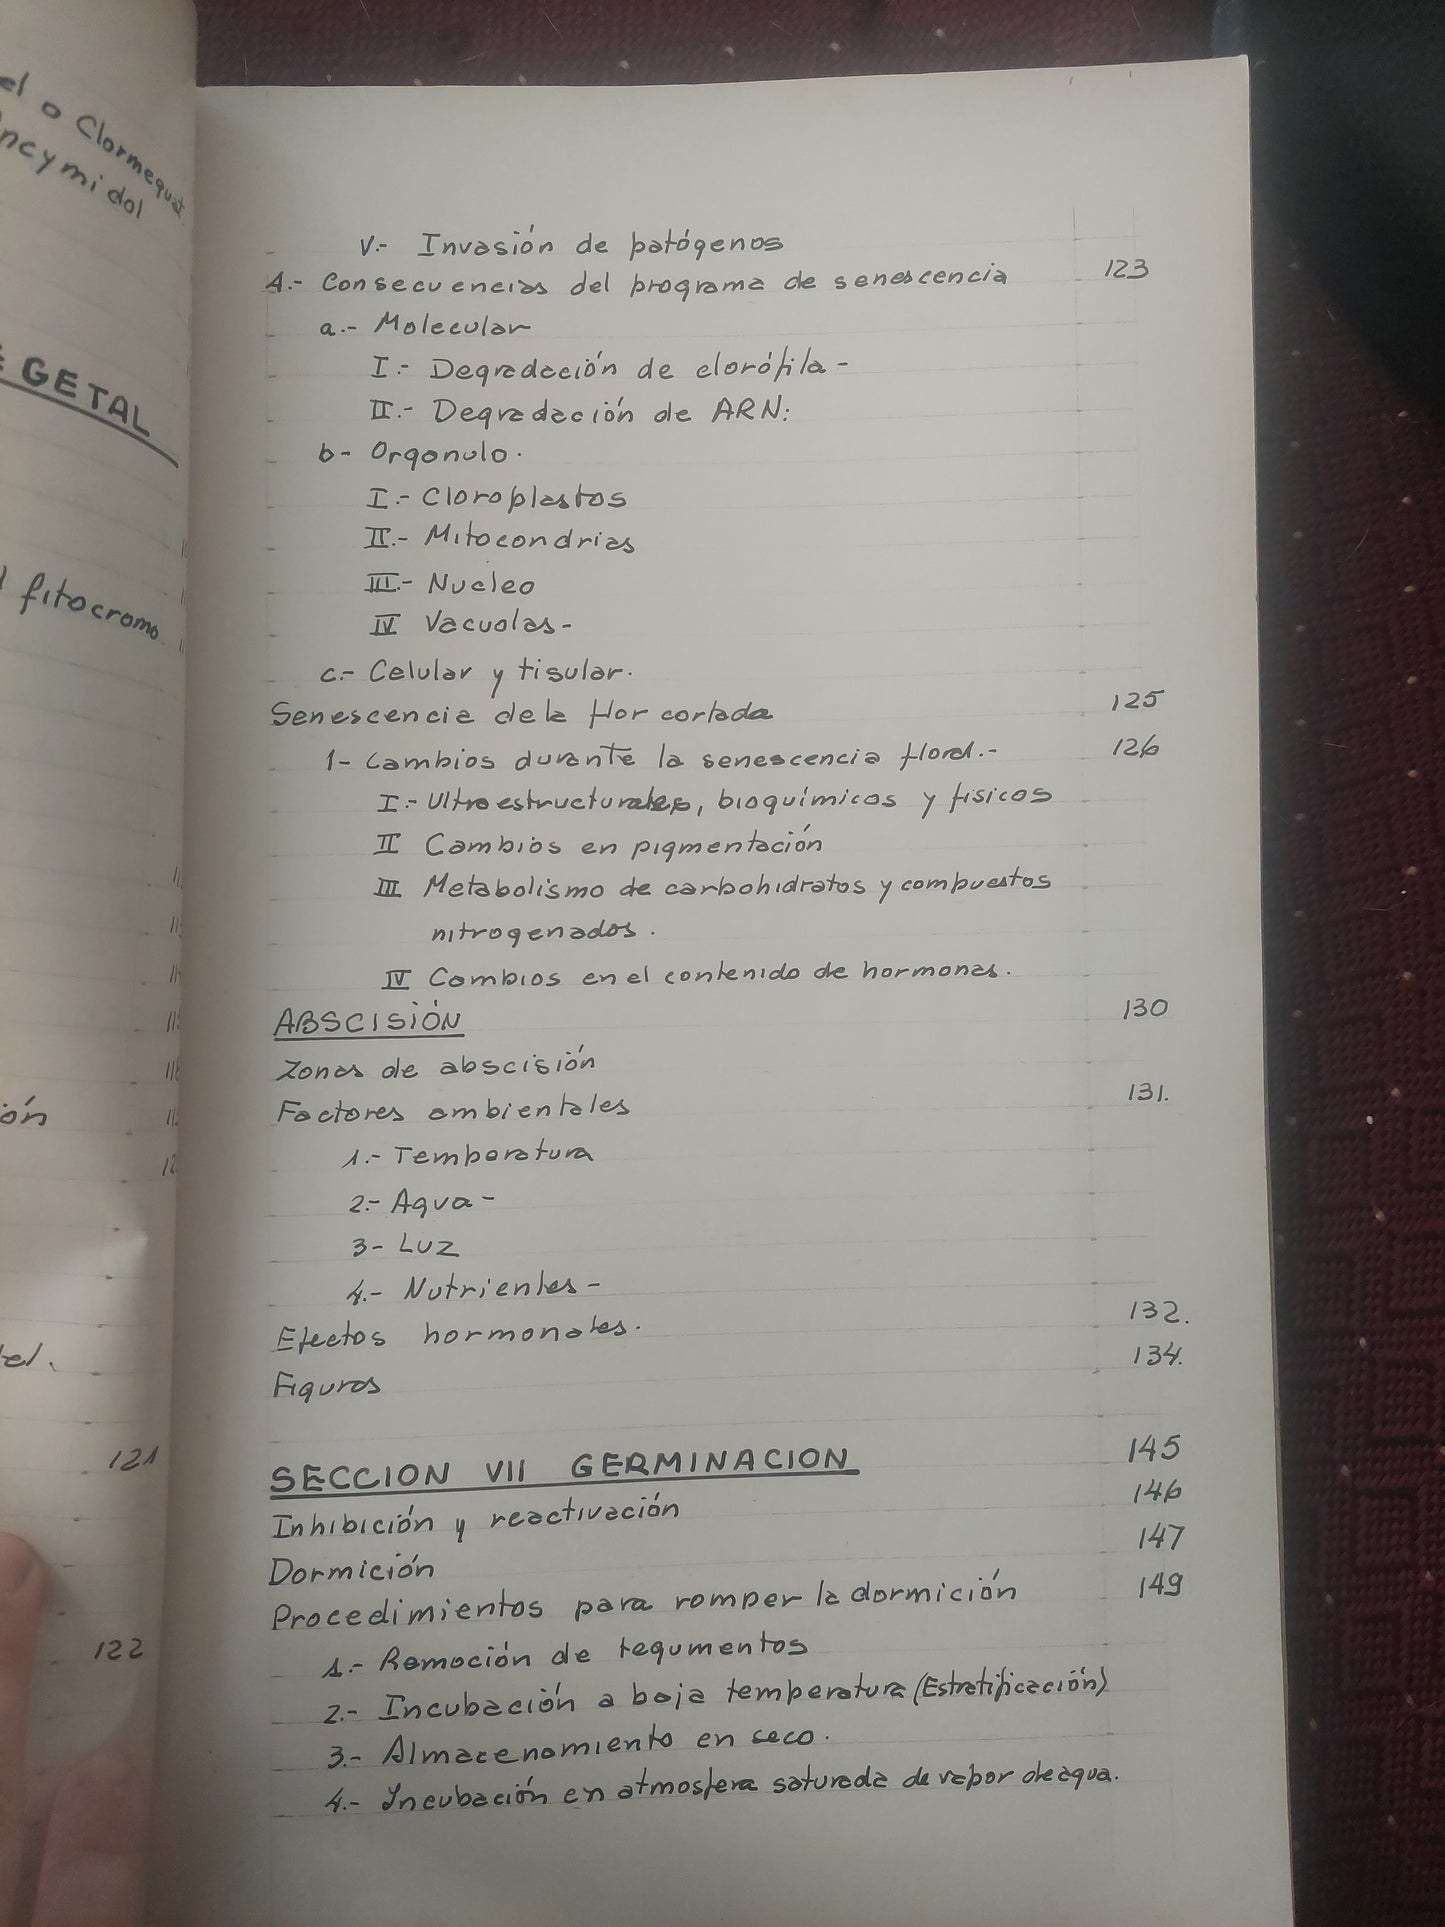 el o Clormequat
ncymidol
GETAL
fitocromo
ión
tel.
121
122
V.- Invasión de patógenos
4.- Consecuencias del programa de senescencia 123
a.- Molecular
I.- Degradación de clorófila -
II.- Degradación de ARN:
b- Orgonulo.
I.- Cloroplastos
II.- Mitocondrias
III.- Nucleo
IV Vacuolas-
c.- Celular y tisular.
Senescencia de la flor cortada 125
1- Cambios durante la senescencia floral.- 126
I.- Ultraestructurales, bioquímicos y fisicos
II Cambios en pigmentación
III Metabolismo de carbohidratos y compuestos
nitrogenados.
IV Cambios en el contenido de hormonas.
ABSCISIÓN 130
Zonas de abscisión
Factores ambientales 131.
1.- Temperatura
2.- Agua -
3- Luz
4.- Nutrientes -
Efectos hormonales. 132.
Figuras 134.
SECCION VII GERMINACION 145
Inhibición y reactivación 146
Dormición 147
Procedimientos para romper la dormición 149
1.- Remoción de tegumentos
2.- Incubación a baja temperatura (Estratificación)
3.- Almacenamiento en seco.
4.- Incubación en atmosfera saturada de vapor de agua.